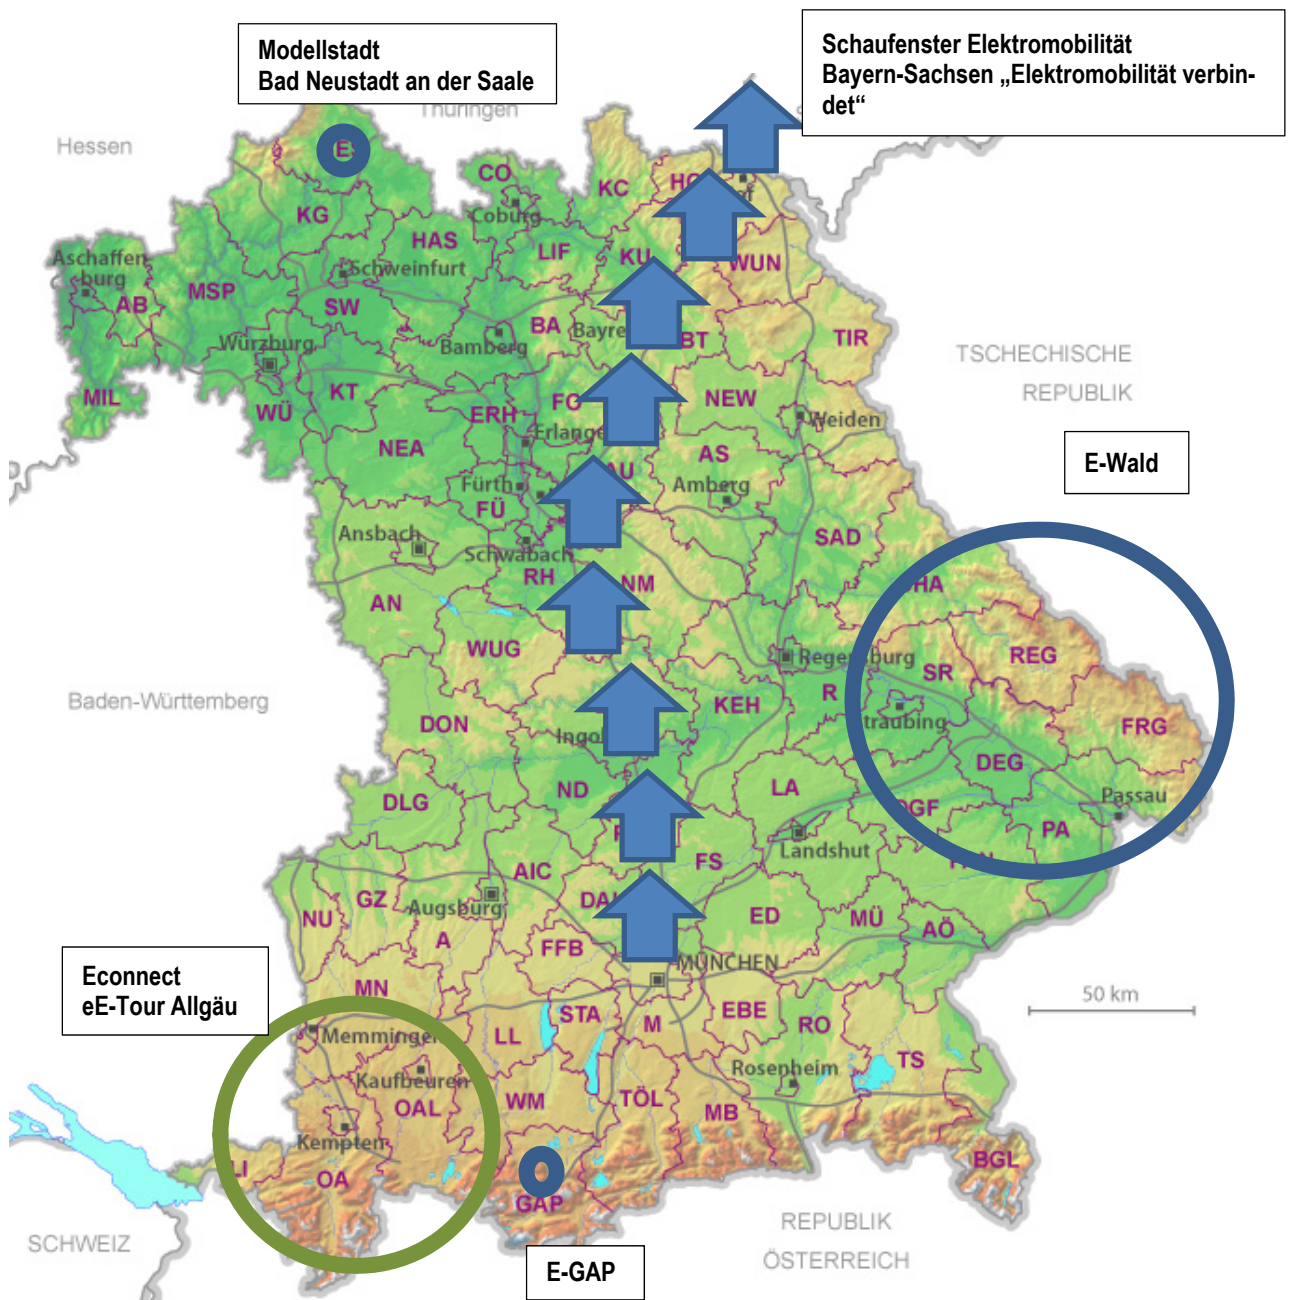 Modellstadt
Bad Neustadt an der Saale
Schaufenster Elektromobilität
Bayern-Sachsen „Elektromobilität verbin-
det“
Thüringen
Hessen
E
CO
Coburg
KC
KG
HAS
LIF
KU
WUN
Aschaffen-
burg
AB
MSP
Schweinfurt
SW
BA
Bamberg
BT
TIR
TSCHECHISCHE
REPUBLIK
Würzburg
MIL
WÜ
KT
ERH
FO
NEW
Weiden
NEA
AS
Amberg
E-Wald
Fürth
FÜ
Ansbach
Schwabach
RH
NM
SAD
AN
WUG
Regensburg
SR
REG
Baden-Württemberg
DON
KEH
R
FRG
DEG
ND
LA
DLG
Passau
PA
Landshut
FS
AIC
GZ
NU
Augsburg
A
ED
MÜ
AÖ
FFB
MÜNCHEN
Econnect
eE-Tour Allgäu
MN
50 km
Memmingen
LL
STA
M
EBE
RO
TS
Kaufbeuren
OAL
Rosenheim
WM
TÖL
MB
Kempten
LI
OA
GAP
BGL
SCHWEIZ
E-GAP
REPUBLIK
ÖSTERREICH